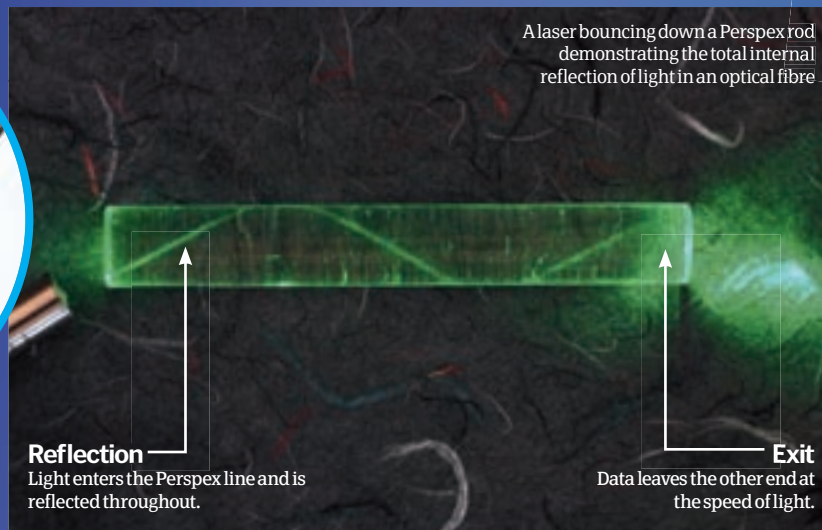 A laser bouncing down a Perspex rod
demonstrating the total internal
reflection of light in an optical fibre
Reflection
Light enters the Perspex line and is
reflected throughout.
Exit
Data leaves the other end at
the speed of light.